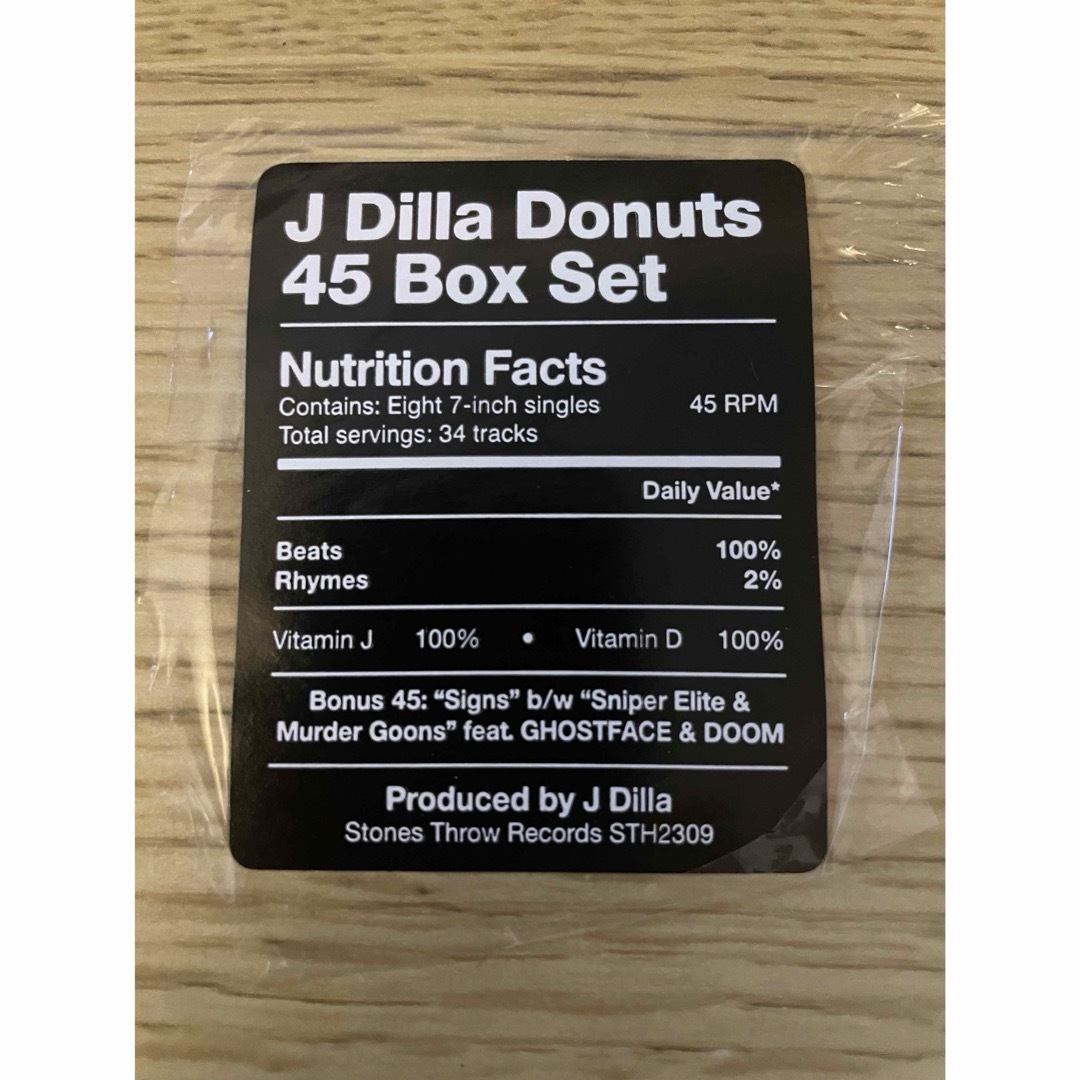 J Dilla Donuts
45 Box Set
Nutrition Facts
Contains: Eight 7-inch singles 45 RPM
Total servings: 34 tracks
Daily Value*
Beats 100%
Rhymes 2%
Vitamin J 100% • Vitamin D 100%
Bonus 45: “Signs” b/w “Sniper Elite &
Murder Goons” feat. GHOSTFACE & DOOM
Produced by J Dilla
Stones Throw Records STH2309